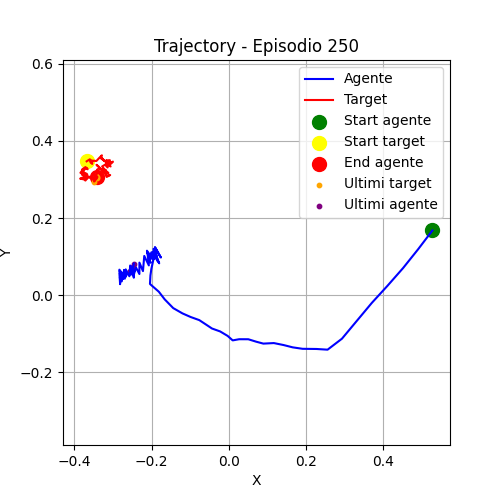 Trajectory - Episodio 250
Agente
Target
Start agente
Start target
End agente
Ultimi target
Ultimi agente
0.6
0.4
0.2
0.0
−0.2
Y
−0.4
−0.2
0.0
0.2
0.4
X